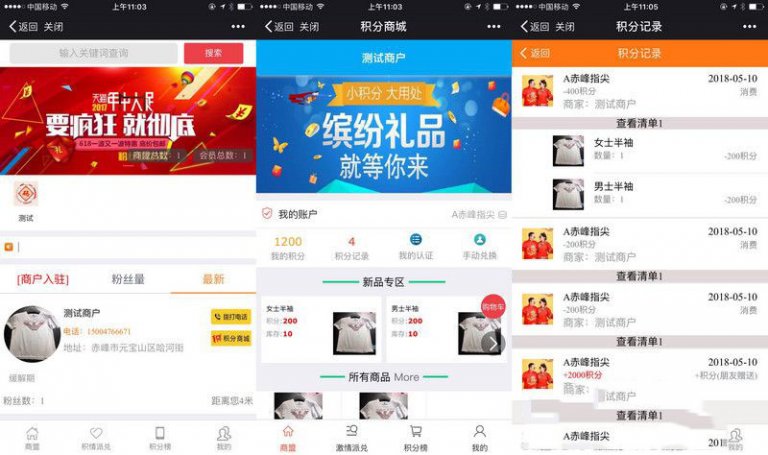 中国移动
上午11:03
返回 关闭
输入关键词查询
搜索
天猫
2017
年中大促
要疯狂 就彻底
618一波又一波特惠 底价包邮
商盟总数：1
会员总数：1
测试
[商户入驻]
粉丝量
最新
测试商户
电话：15004766671
地址：赤峰市元宝山区哈河街
拨打电话
积分商城
缓解期
粉丝数：1
距离您4米
商盟
积情派兑
积分榜
我的
中国移动
上午11:03
返回 关闭
积分商城
测试商户
小积分 大用处
缤纷礼品
就等你来
我的账户
A赤峰指尖
1200
我的积分
4
积分记录
我的认证
手动兑换
新品专区
女士半袖
积分:200
库存:10
男士半袖
积分:200
库存:10
购物车
所有商品 More
商盟
激情派兑
积分榜
我的
中国移动
上午11:05
返回 关闭
积分记录
返回
积分记录
A赤峰指尖
2018-05-10
-400积分
消费
商家：测试商户
查看清单1
女士半袖
数量：1
-200积分
男士半袖
数量：1
-200积分
A赤峰指尖
2018-05-10
-200积分
消费
商家：测试商户
查看清单1
A赤峰指尖
2018-05-10
-200积分
消费
商家：测试商户
查看清单1
A赤峰指尖
2018-05-10
+2000积分
+积分(朋友赠送)
商家：
测试商户
查看清单1
A赤峰指尖